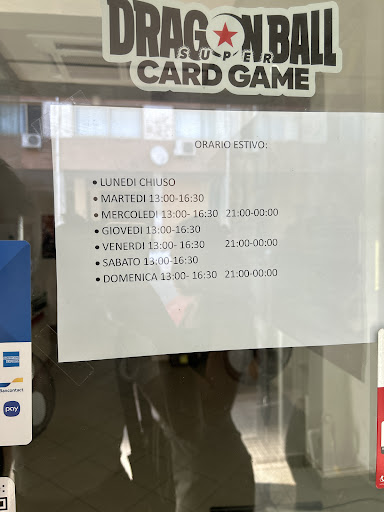 DRAGON BALL
SUPER
CARD GAME
ORARIO ESTIVO:
• LUNEDI CHIUSO
• MARTEDI 13:00-16:30
• MERCOLEDI 13:00- 16:30 21:00-00:00
• GIOVEDI 13:00-16:30
• VENERDI 13:00- 16:30 21:00-00:00
• SABATO 13:00-16:30
• DOMENICA 13:00- 16:30 21:00-00:00
Bancontact
pay